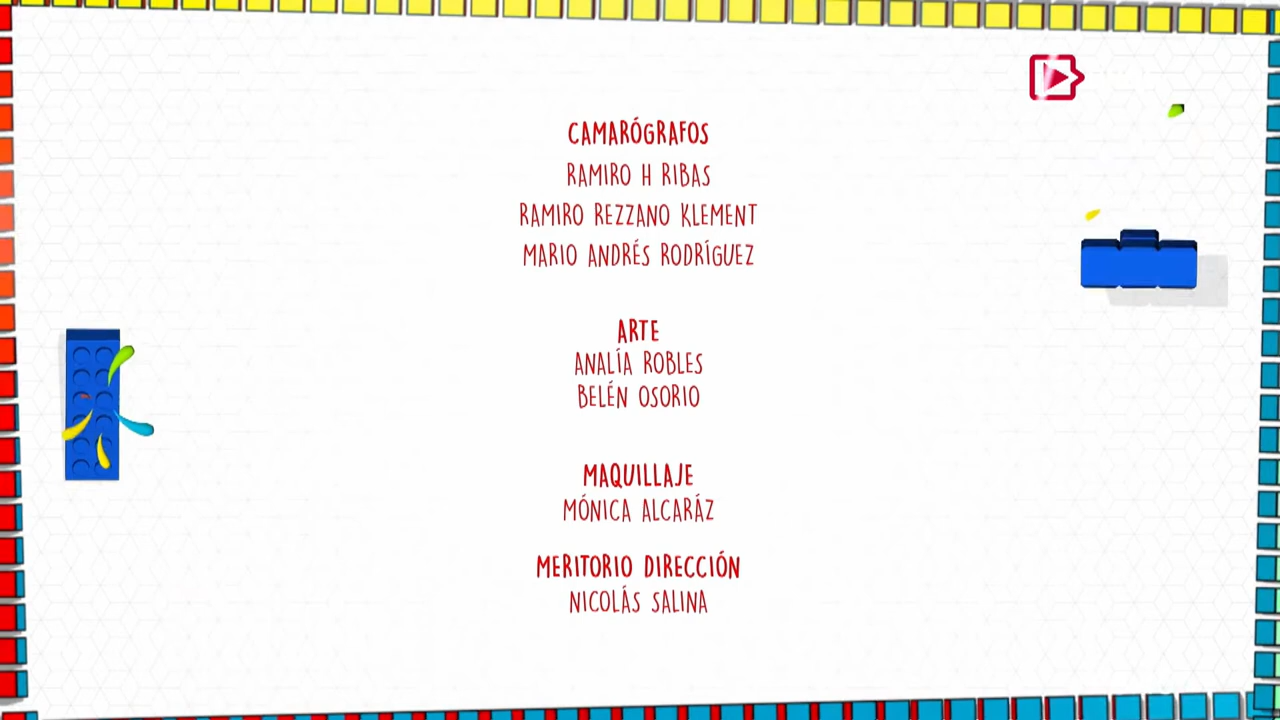 CAMARÓGRAFOS
RAMIRO H RIBAS
RAMIRO REZZANO KLEMENT
MARIO ANDRÉS RODRÍGUEZ
ARTE
ANALÍA ROBLES
BELÉN OSORIO
MAQUILLAJE
MÓNICA ALCARÁZ
MERITORIO DIRECCIÓN
NICOLÁS SALINA